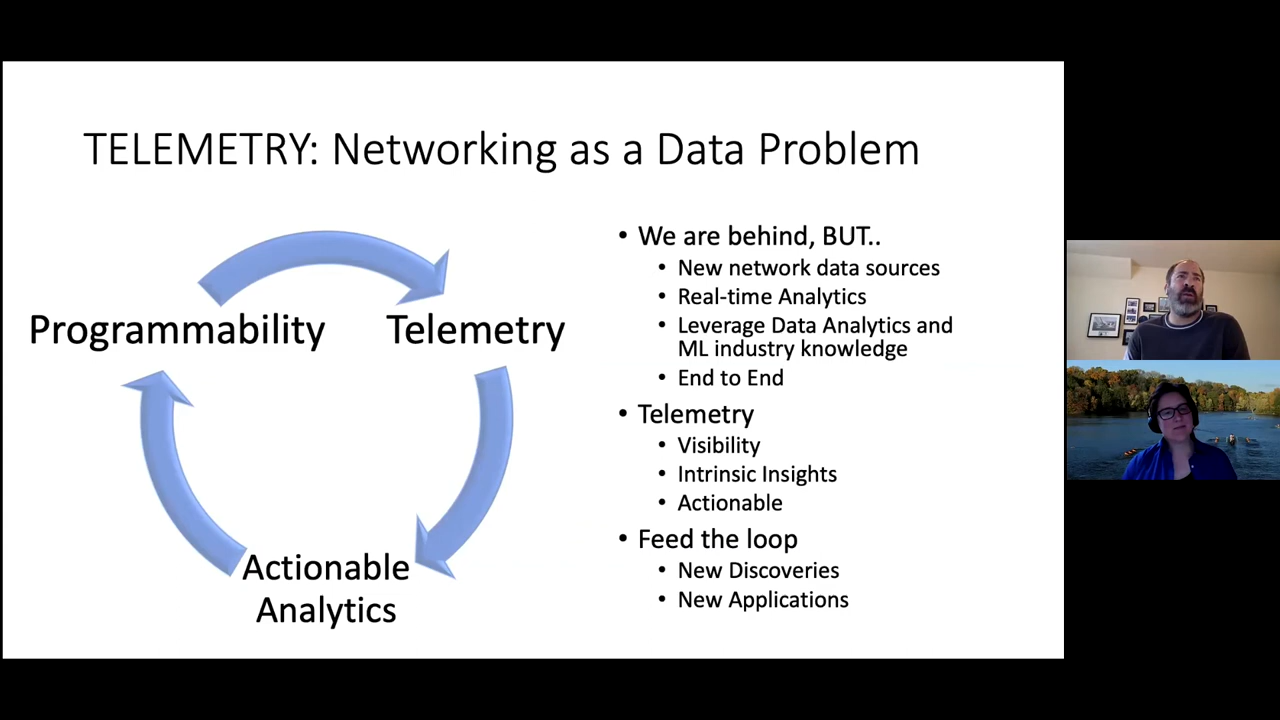 TELEMETRY: Networking as a Data Problem
Programmability
Telemetry
Actionable
Analytics
• We are behind, BUT..
• New network data sources
• Real-time Analytics
• Leverage Data Analytics and
ML industry knowledge
• End to End
• Telemetry
• Visibility
• Intrinsic Insights
• Actionable
• Feed the loop
• New Discoveries
• New Applications